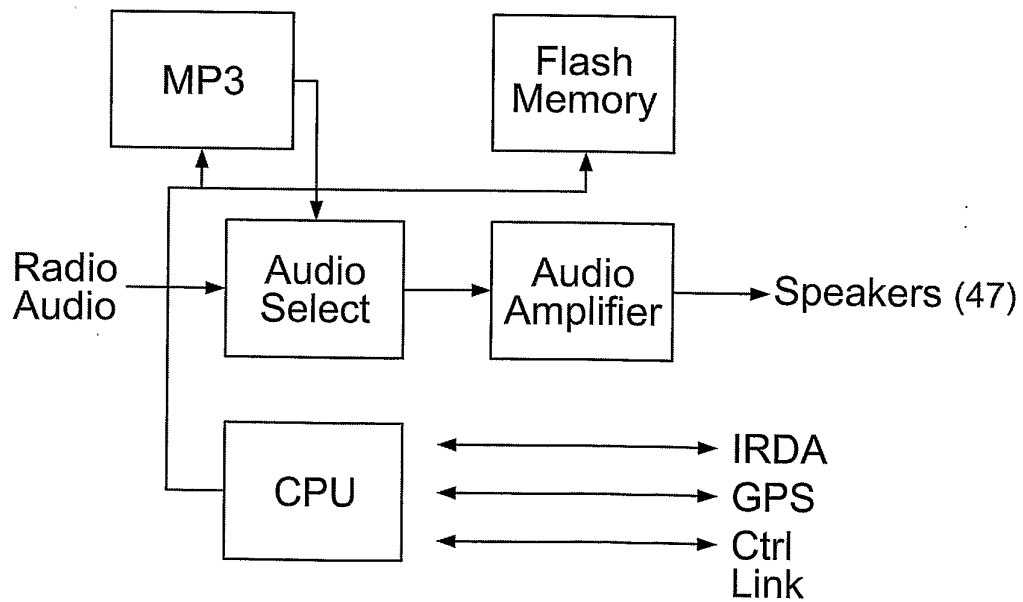 MP3
Flash
Memory
Radio
Audio
Audio
Select
Audio
Amplifier
Speakers (47)
CPU
IRDA
GPS
Ctrl
Link